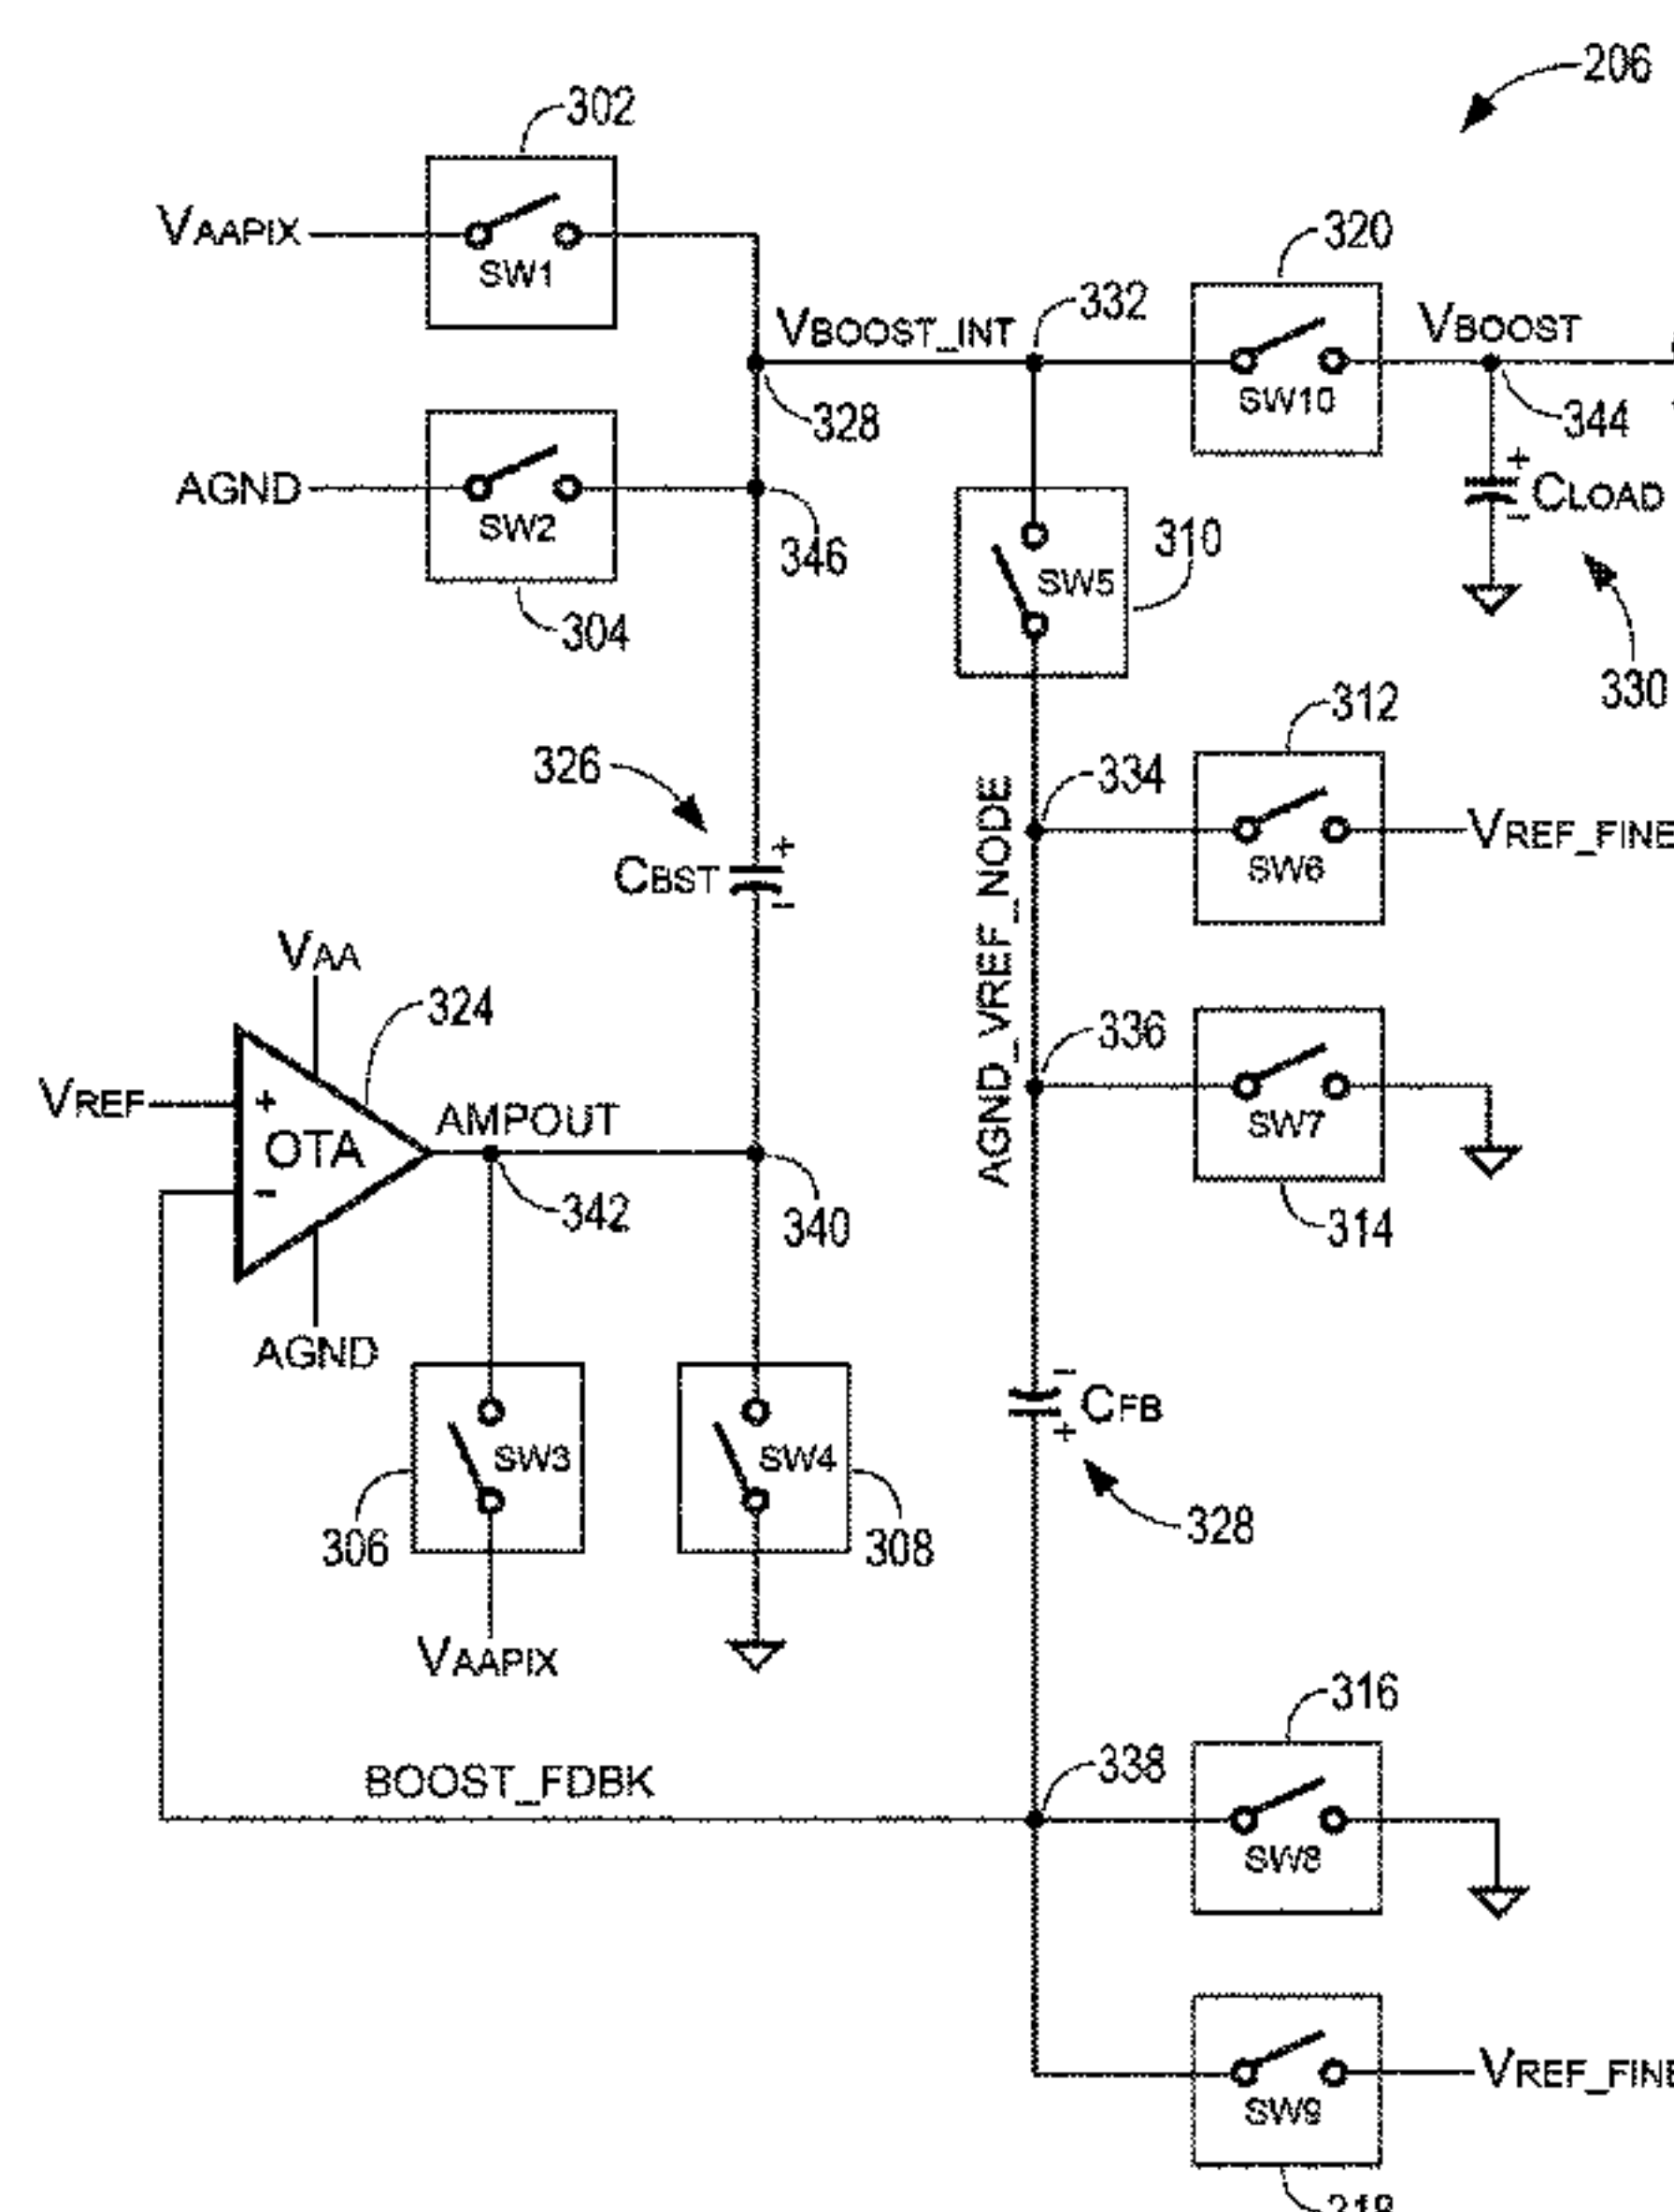 206
302
VAAPIX
SW1
320
332
VBOOST_INT
VBOOST
SW10
328
344
AGND
SW2
346
+
CLOAD
−
304
310
SW5
330
312
326
334
VREF_FINE
SW6
+
CBST
−
AGND_VREF_NODE
VAA
324
336
VREF
+
OTA
−
AMPOUT
SW7
342
340
314
AGND
−
CFB
+
SW3
SW4
306
308
328
VAAPIX
316
338
BOOST_FDBK
SW8
VREF_FINE
SW9